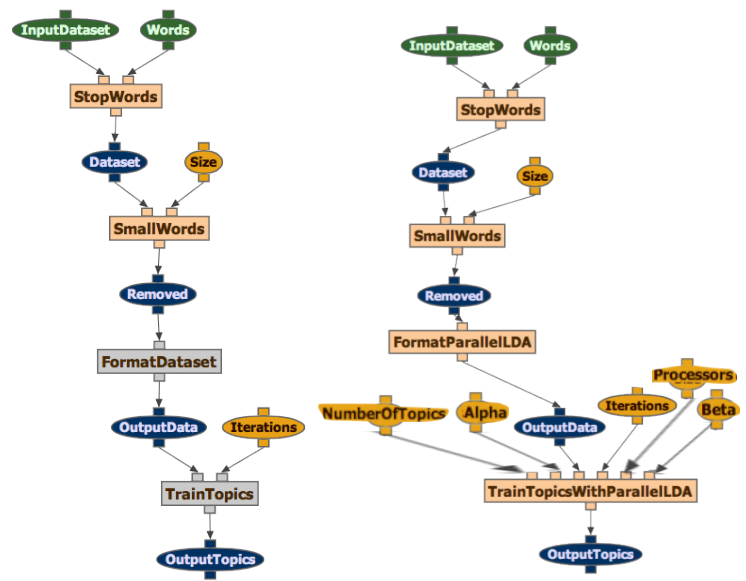 InputDataset
Words
StopWords
Dataset
Size
SmallWords
Removed
FormatDataset
OutputData
Iterations
TrainTopics
OutputTopics
InputDataset
Words
StopWords
Dataset
Size
SmallWords
Removed
FormatParallelLDA
Processors
NumberOfTopics
Alpha
OutputData
Iterations
Beta
TrainTopicsWithParallelLDA
OutputTopics